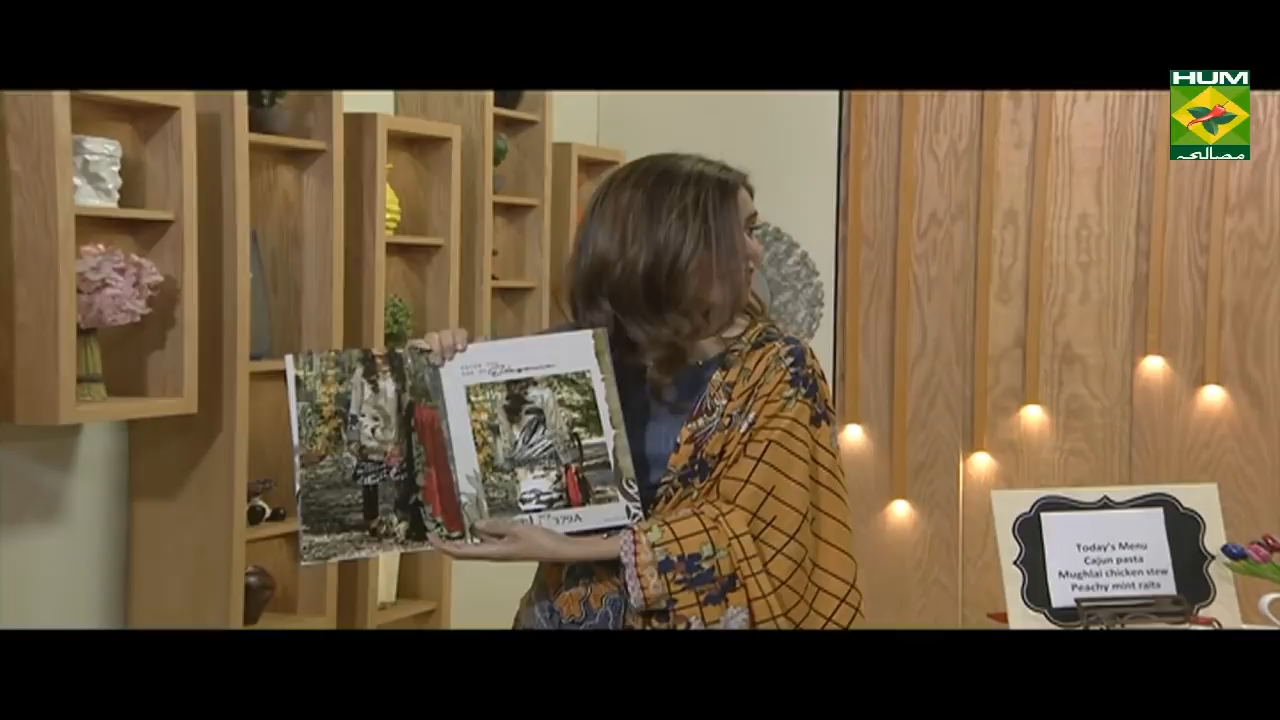 HUM
مصالحہ
Today's Menu
Cajun pasta
Mughlai chicken stew
Peachy mint raita